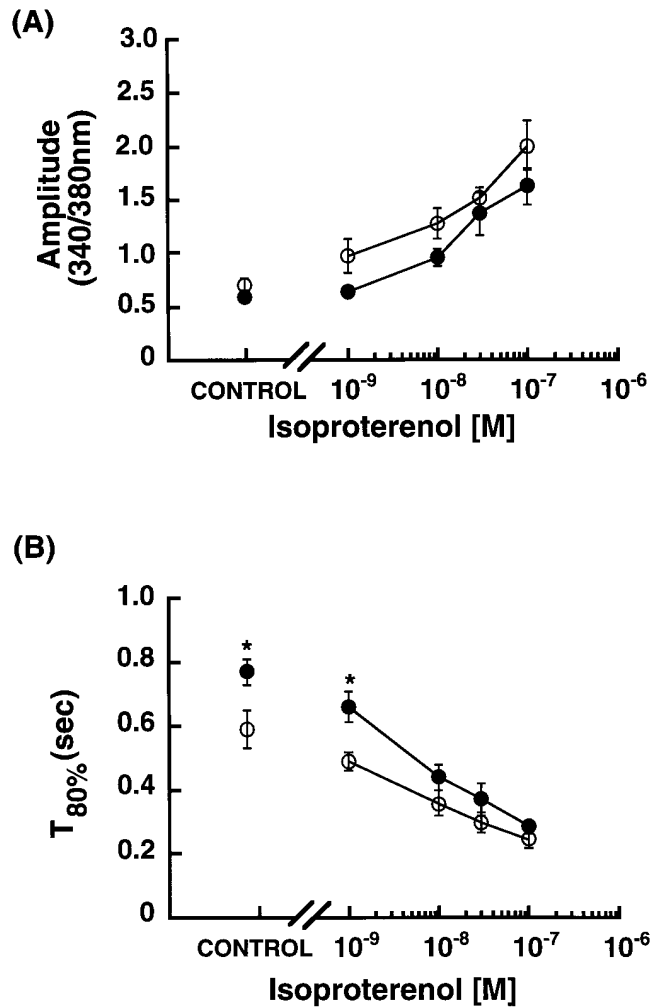 (A)
3.0
2.5
2.0
1.5
1.0
0.5
0
Amplitude
(340/380nm)
CONTROL 10⁻⁹ 10⁻⁸ 10⁻⁷ 10⁻⁶
Isoproterenol [M]
(B)
1.0
0.8
0.6
0.4
0.2
0
T80% (sec)
* *
CONTROL 10⁻⁹ 10⁻⁸ 10⁻⁷ 10⁻⁶
Isoproterenol [M]